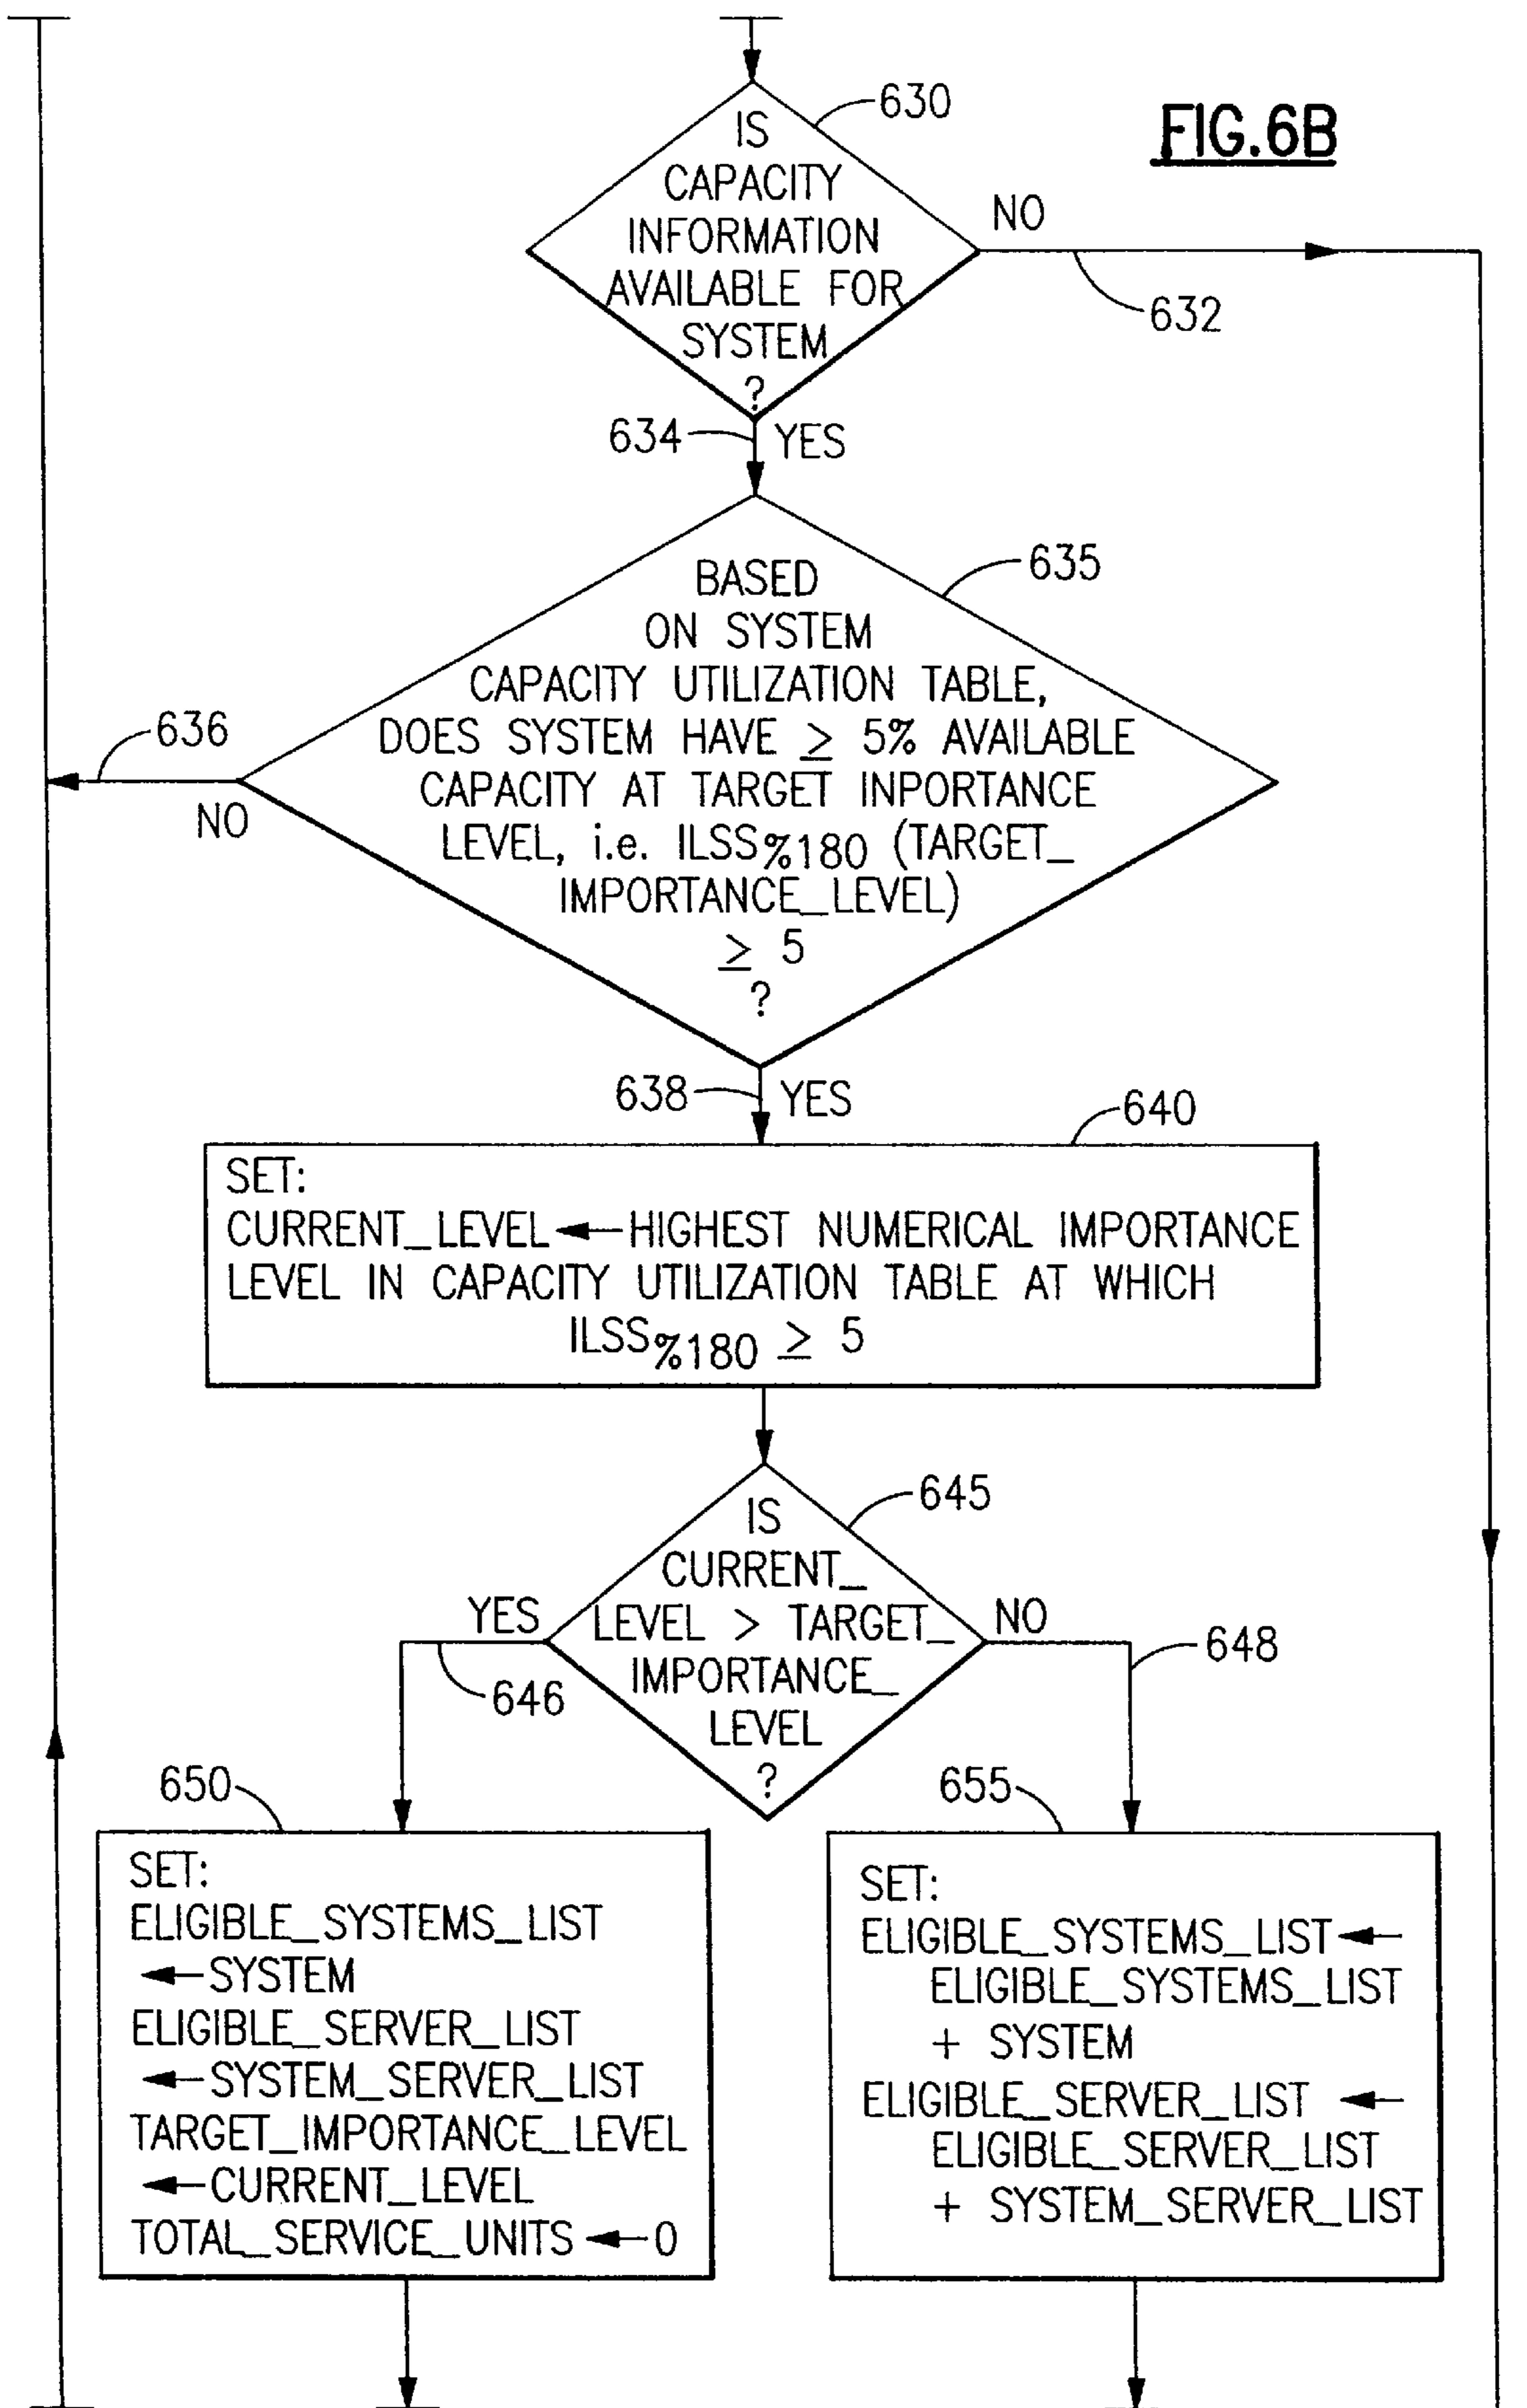 FIG.6B
630
IS
CAPACITY
INFORMATION
AVAILABLE FOR
SYSTEM
?
NO
632
634
YES
635
BASED
ON SYSTEM
CAPACITY UTILIZATION TABLE,
DOES SYSTEM HAVE ≥ 5% AVAILABLE
CAPACITY AT TARGET INPORTANCE
LEVEL, i.e. ILSS%180 (TARGET_
IMPORTANCE_LEVEL)
≥ 5
?
636
NO
638
YES
640
SET:
CURRENT_LEVEL←HIGHEST NUMERICAL IMPORTANCE
LEVEL IN CAPACITY UTILIZATION TABLE AT WHICH
ILSS%180 ≥ 5
645
IS
CURRENT_
LEVEL > TARGET_
IMPORTANCE_
LEVEL
?
YES
646
NO
648
650
SET:
ELIGIBLE_SYSTEMS_LIST
←SYSTEM
ELIGIBLE_SERVER_LIST
←SYSTEM_SERVER_LIST
TARGET_IMPORTANCE_LEVEL
←CURRENT_LEVEL
TOTAL_SERVICE_UNITS←0
655
SET:
ELIGIBLE_SYSTEMS_LIST←
ELIGIBLE_SYSTEMS_LIST
+ SYSTEM
ELIGIBLE_SERVER_LIST ←
ELIGIBLE_SERVER_LIST
+ SYSTEM_SERVER_LIST